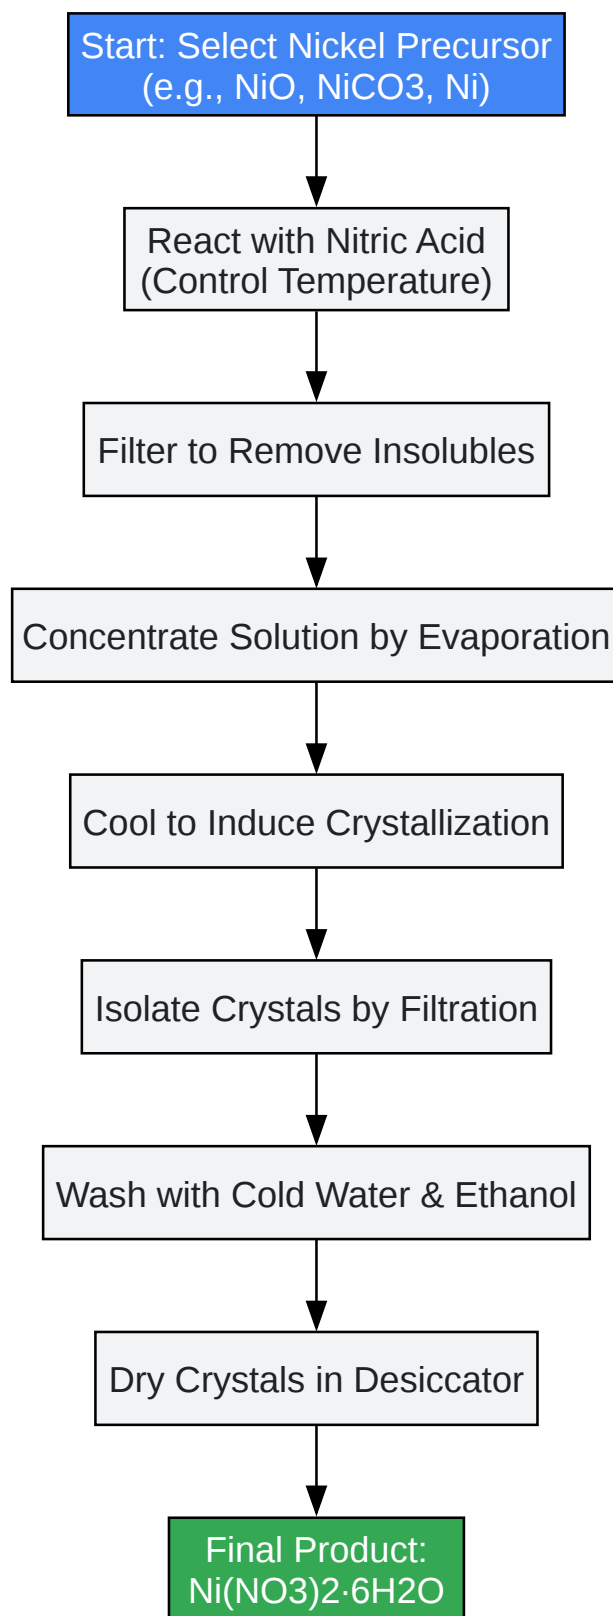 Start: Select Nickel Precursor
(e.g., NiO, NiCO3, Ni)
React with Nitric Acid
(Control Temperature)
Filter to Remove Insolubles
Concentrate Solution by Evaporation
Cool to Induce Crystallization
Isolate Crystals by Filtration
Wash with Cold Water & Ethanol
Dry Crystals in Desiccator
Final Product:
Ni(NO3)2·6H2O